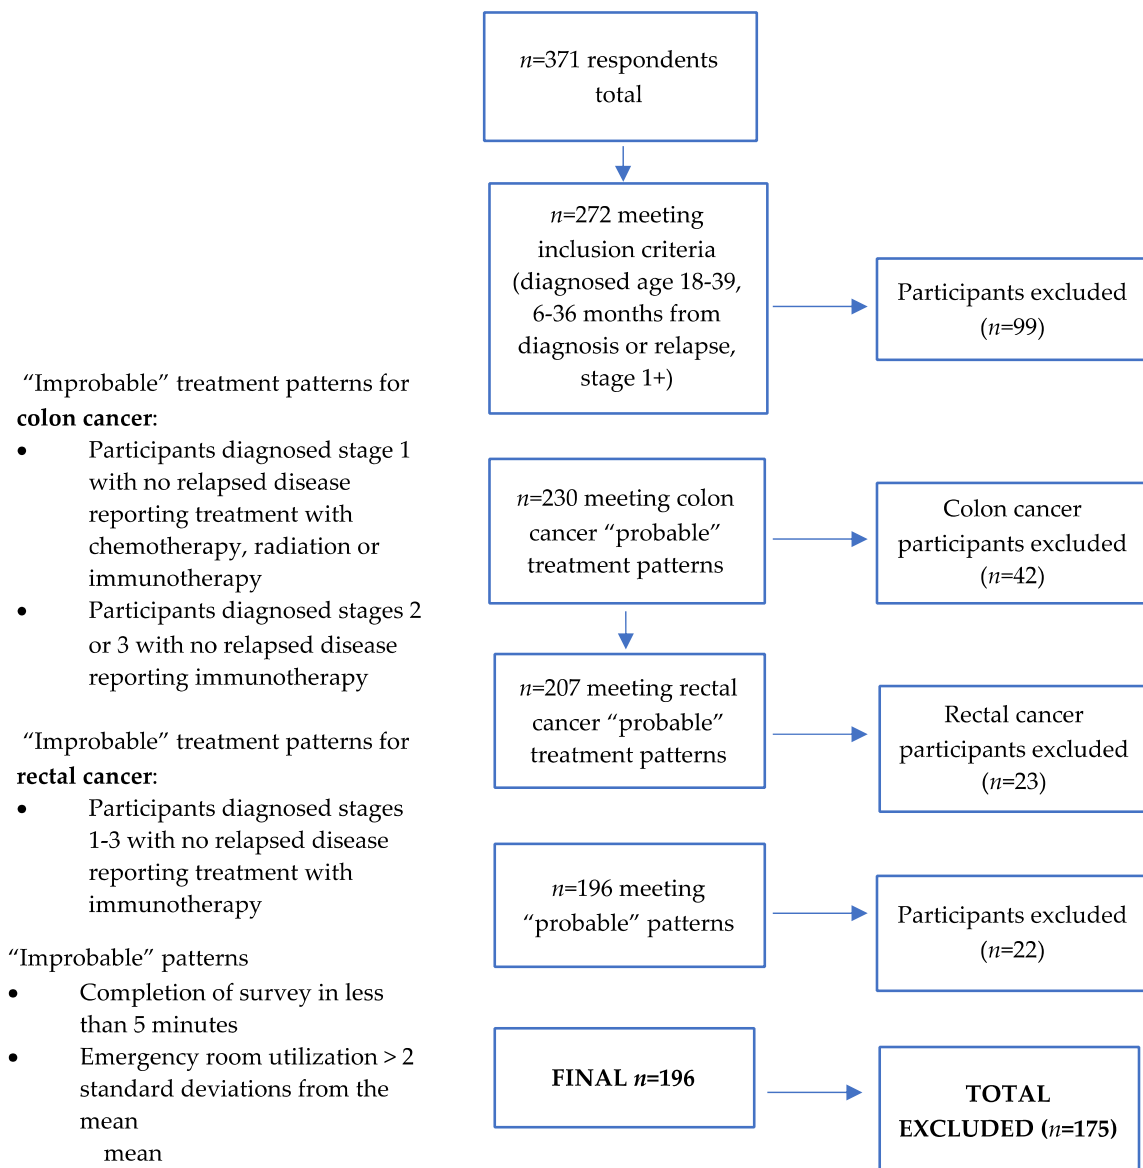 n=371 respondents
total
n=272 meeting
inclusion criteria
(diagnosed age 18-39,
6-36 months from
diagnosis or relapse,
stage 1+)
Participants excluded
(n=99)
“Improbable” treatment patterns for
colon cancer:
• Participants diagnosed stage 1
with no relapsed disease
reporting treatment with
chemotherapy, radiation or
immunotherapy
• Participants diagnosed stages 2
or 3 with no relapsed disease
reporting immunotherapy
n=230 meeting colon
cancer “probable”
treatment patterns
Colon cancer
participants excluded
(n=42)
n=207 meeting rectal
cancer “probable”
treatment patterns
Rectal cancer
participants excluded
(n=23)
“Improbable” treatment patterns for
rectal cancer:
• Participants diagnosed stages
1-3 with no relapsed disease
reporting treatment with
immunotherapy
n=196 meeting
“probable” patterns
Participants excluded
(n=22)
“Improbable” patterns
• Completion of survey in less
than 5 minutes
• Emergency room utilization > 2
standard deviations from the
mean
mean
FINAL n=196
TOTAL
EXCLUDED (n=175)